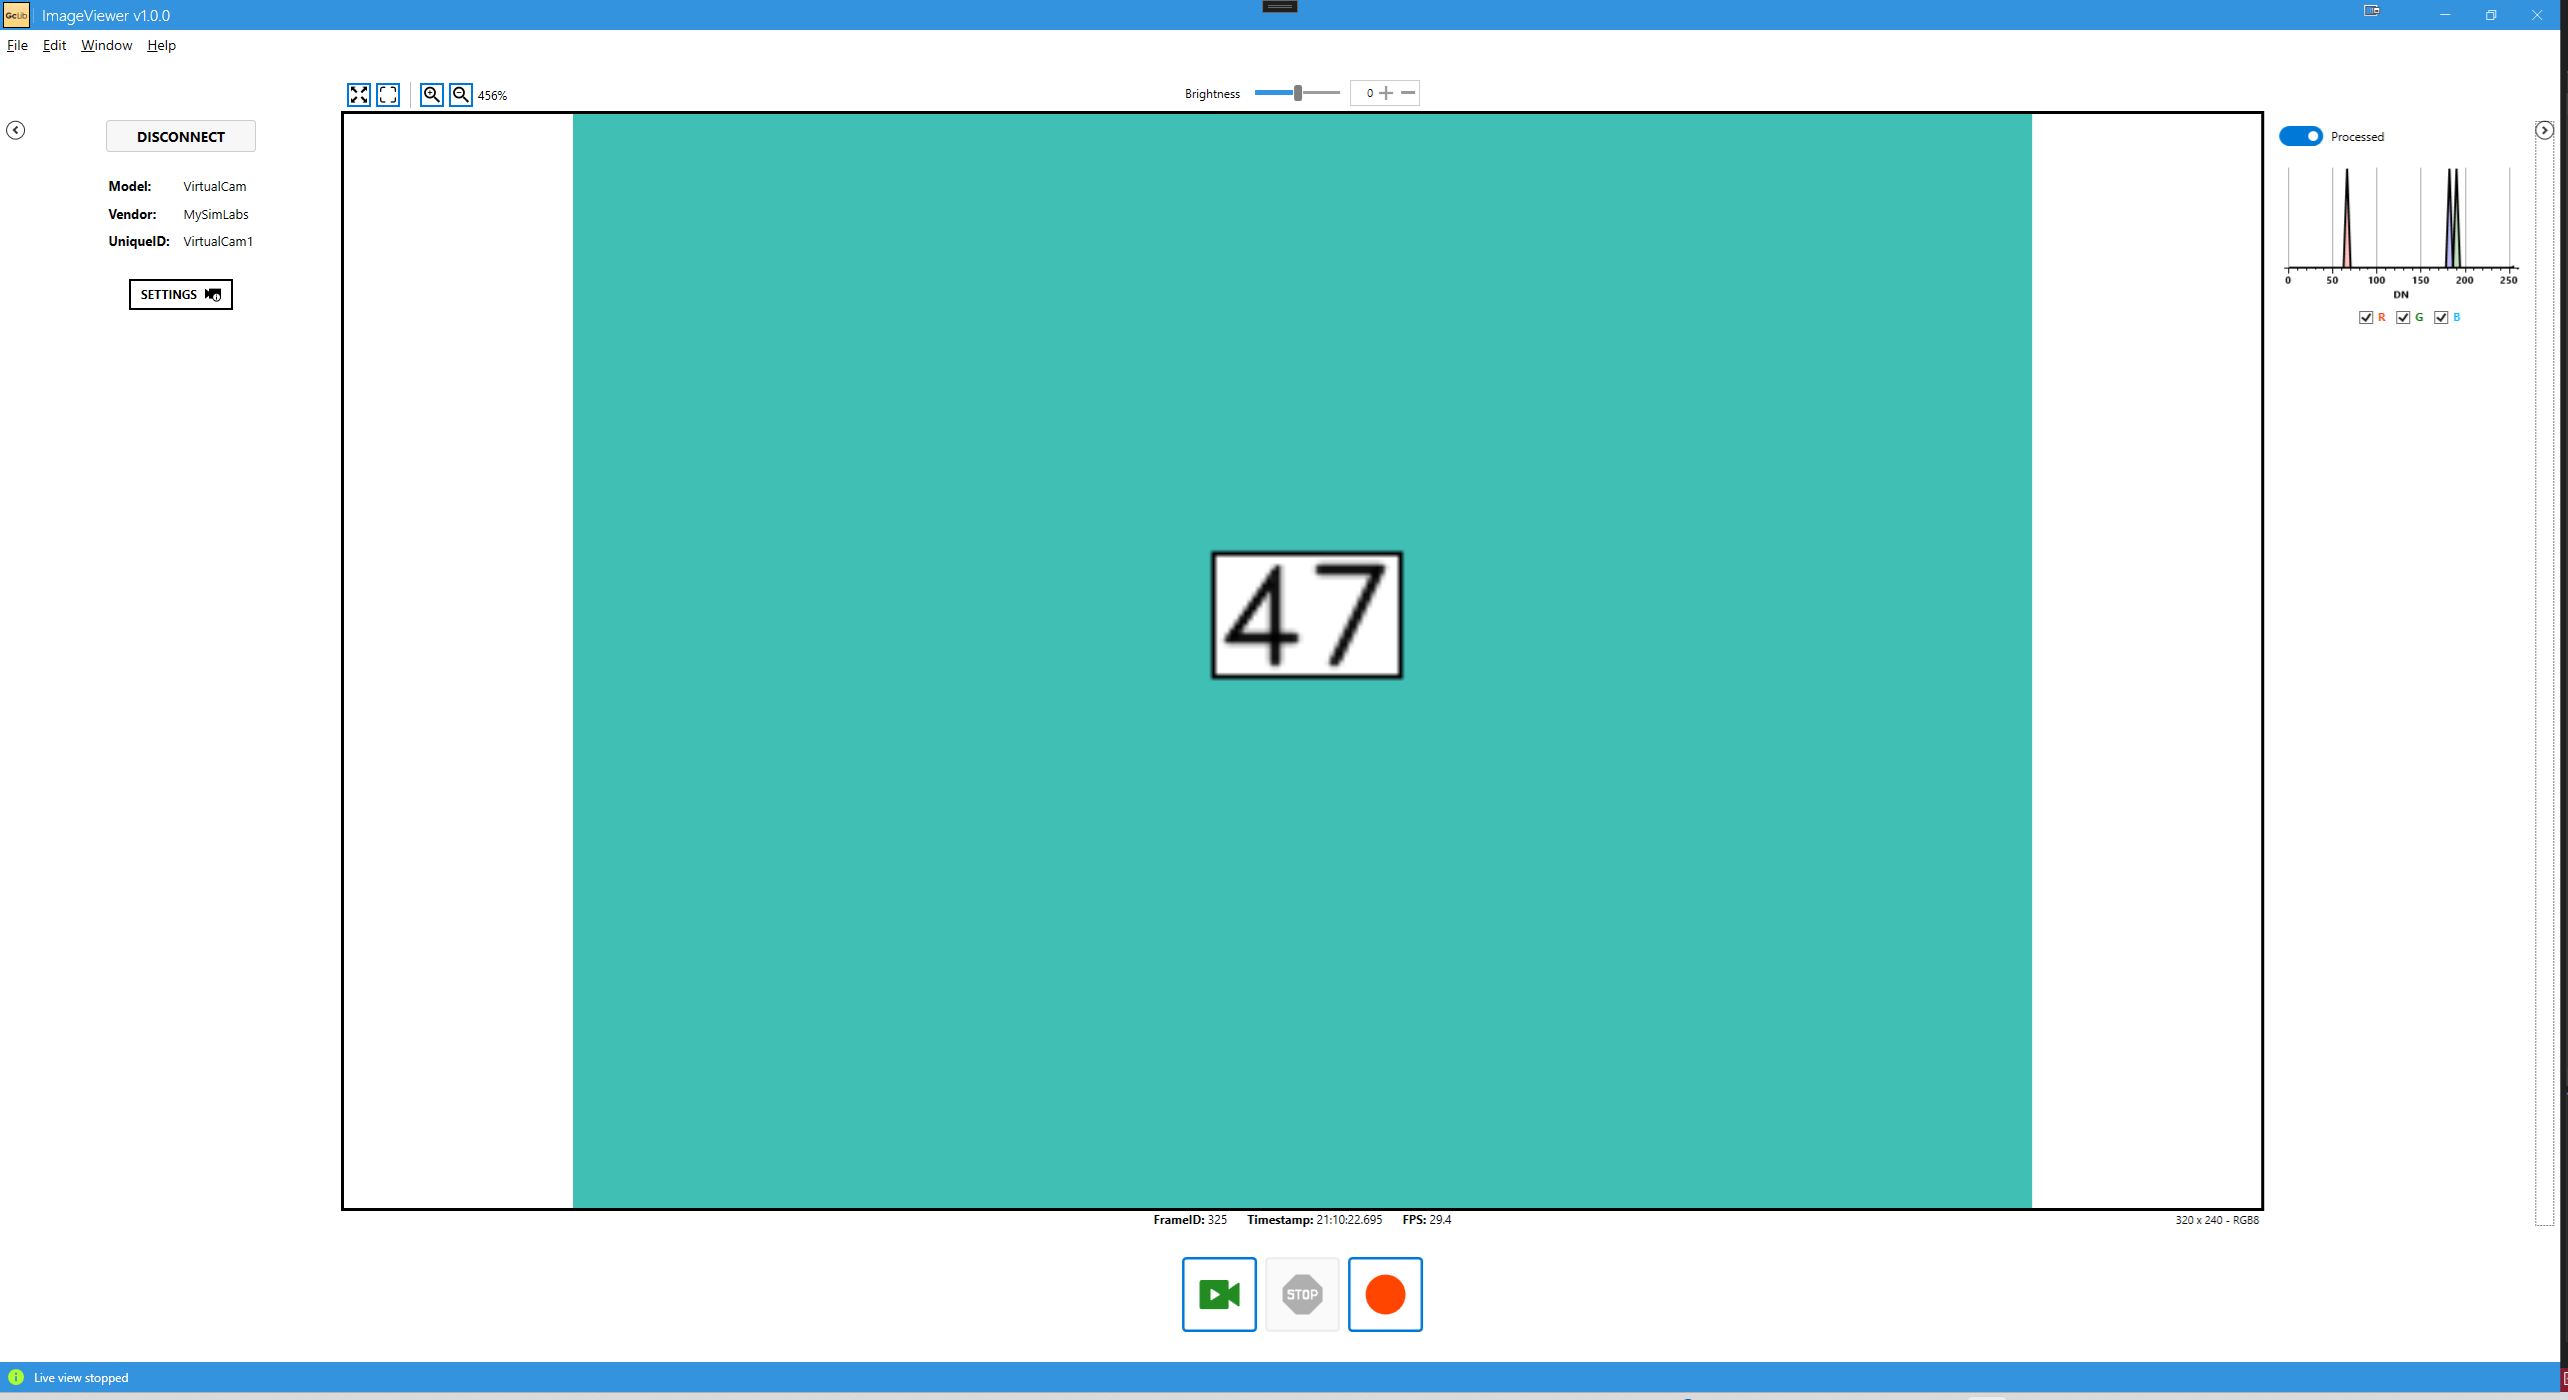 GcLib ImageViewer v1.0.0
File Edit Window Help
456%
Brightness 0
DISCONNECT
Model: VirtualCam
Vendor: MySimLabs
UniqueID: VirtualCam1
SETTINGS
47
Processed
0 50 100 150 200 250
DN
R G B
FrameID: 325 Timestamp: 21:10:22.695 FPS: 29.4
320 x 240 - RGB8
STOP
Live view stopped